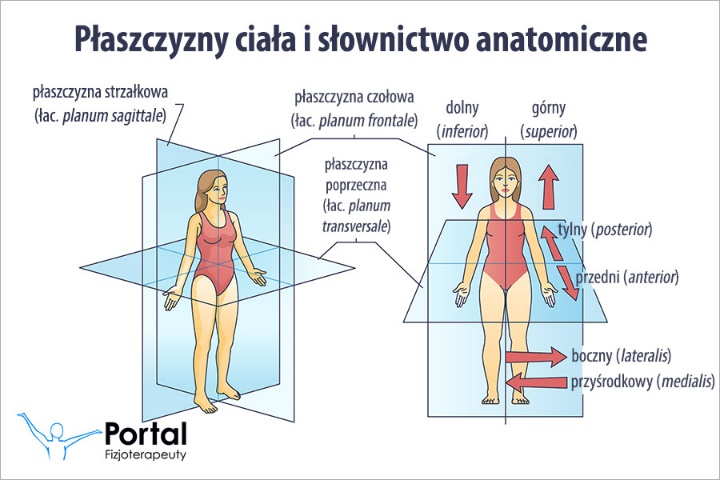 Płaszczyzny ciała i słownictwo anatomiczne
płaszczyzna strzałkowa
(łac. planum sagittale)
płaszczyzna czołowa
(łac. planum frontale)
płaszczyzna
poprzeczna
(łac. planum
transversale)
dolny
(inferior)
górny
(superior)
tylny (posterior)
przedni (anterior)
boczny (lateralis)
przyśrodkowy (medialis)
Portal
Fizjoterapeuty